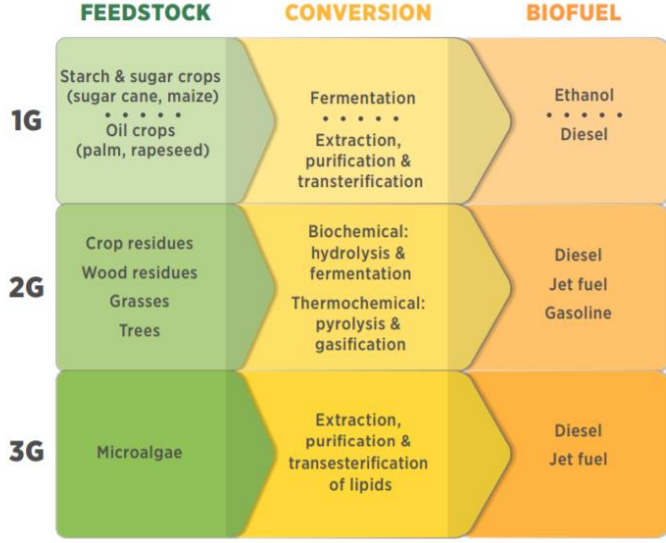 FEEDSTOCK CONVERSION BIOFUEL
1G
Starch & sugar crops
(sugar cane, maize)
• • • • •
Oil crops
(palm, rapeseed)
Fermentation
• • • • •
Extraction,
purification &
transterification
Ethanol
• • • • •
Diesel
2G
Crop residues
Wood residues
Grasses
Trees
Biochemical:
hydrolysis &
fermentation
Thermochemical:
pyrolysis &
gasification
Diesel
Jet fuel
Gasoline
3G
Microalgae
Extraction,
purification &
transesterification
of lipids
Diesel
Jet fuel